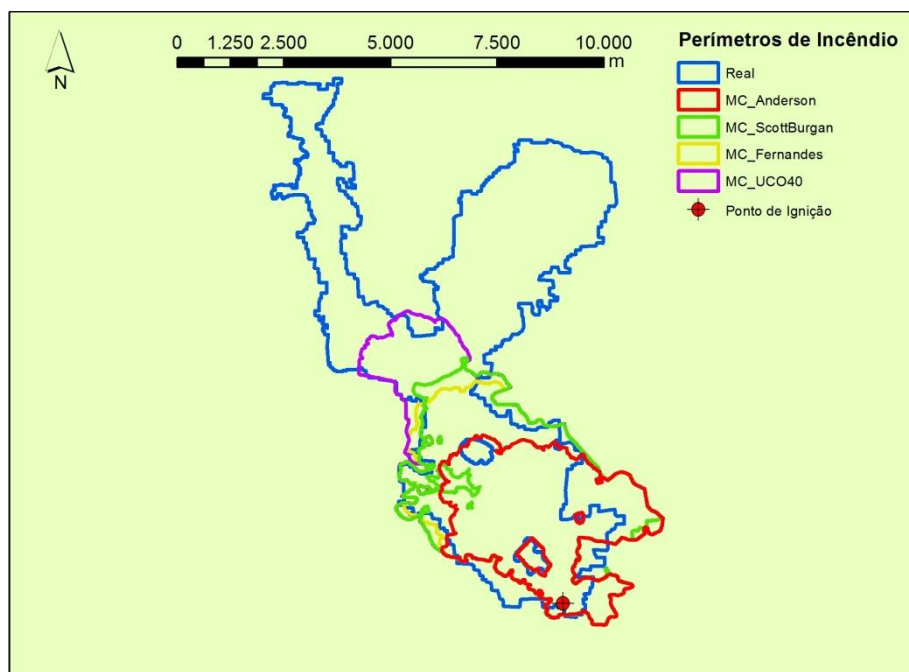 N
0 1.250 2.500 5.000 7.500 10.000
m
Perímetros de Incêndio
Real
MC_Anderson
MC_ScottBurgan
MC_Fernandes
MC_UCO40
Ponto de Ignição